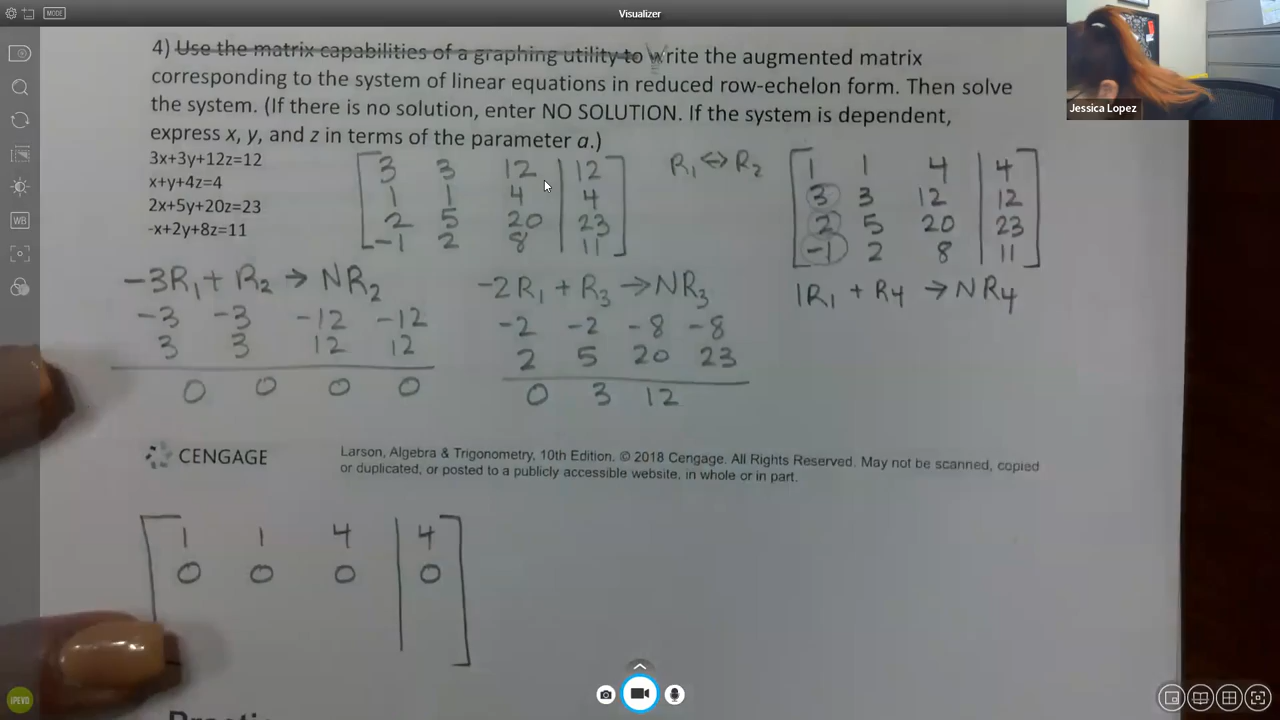 MODE
Visualizer
Jessica Lopez
4) Use the matrix capabilities of a graphing utility to Write the augmented matrix
corresponding to the system of linear equations in reduced row-echelon form. Then solve
the system. (If there is no solution, enter NO SOLUTION. If the system is dependent,
express x, y, and z in terms of the parameter a.)
3x+3y+12z=12
x+y+4z=4
2x+5y+20z=23
-x+2y+8z=11
3 3 12 | 12
1 1 4 | 4
2 5 20 | 23
-1 2 8 | 11
R₁ ↔ R₂
1 1 4 | 4
3 3 12 | 12
2 5 20 | 23
-1 2 8 | 11
-3R₁ + R₂ → NR₂
-3 -3 -12 -12
3 3 12 12
0 0 0 0
-2R₁ + R₃ → NR₃
-2 -2 -8 -8
2 5 20 23
0 3 12
1R₁ + R₄ → NR₄
CENGAGE
Larson, Algebra & Trigonometry, 10th Edition. © 2018 Cengage. All Rights Reserved. May not be scanned, copied
or duplicated, or posted to a publicly accessible website, in whole or in part.
1 1 4 | 4
0 0 0 | 0
WB
IPEVO